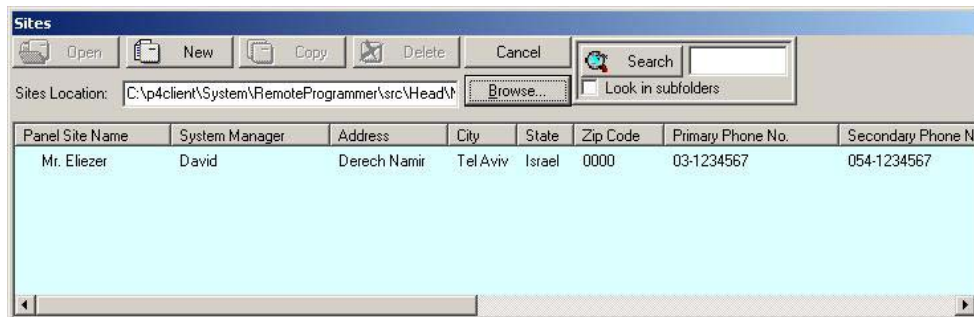 Sites
Open New Copy Delete Cancel Search
Sites Location: C:\p4client\System\RemoteProgrammer\src\Head\ Browse... Look in subfolders
Panel Site Name System Manager Address City State Zip Code Primary Phone No. Secondary Phone N
Mr. Eliezer David Derech Namir Tel Aviv Israel 0000 03-1234567 054-1234567